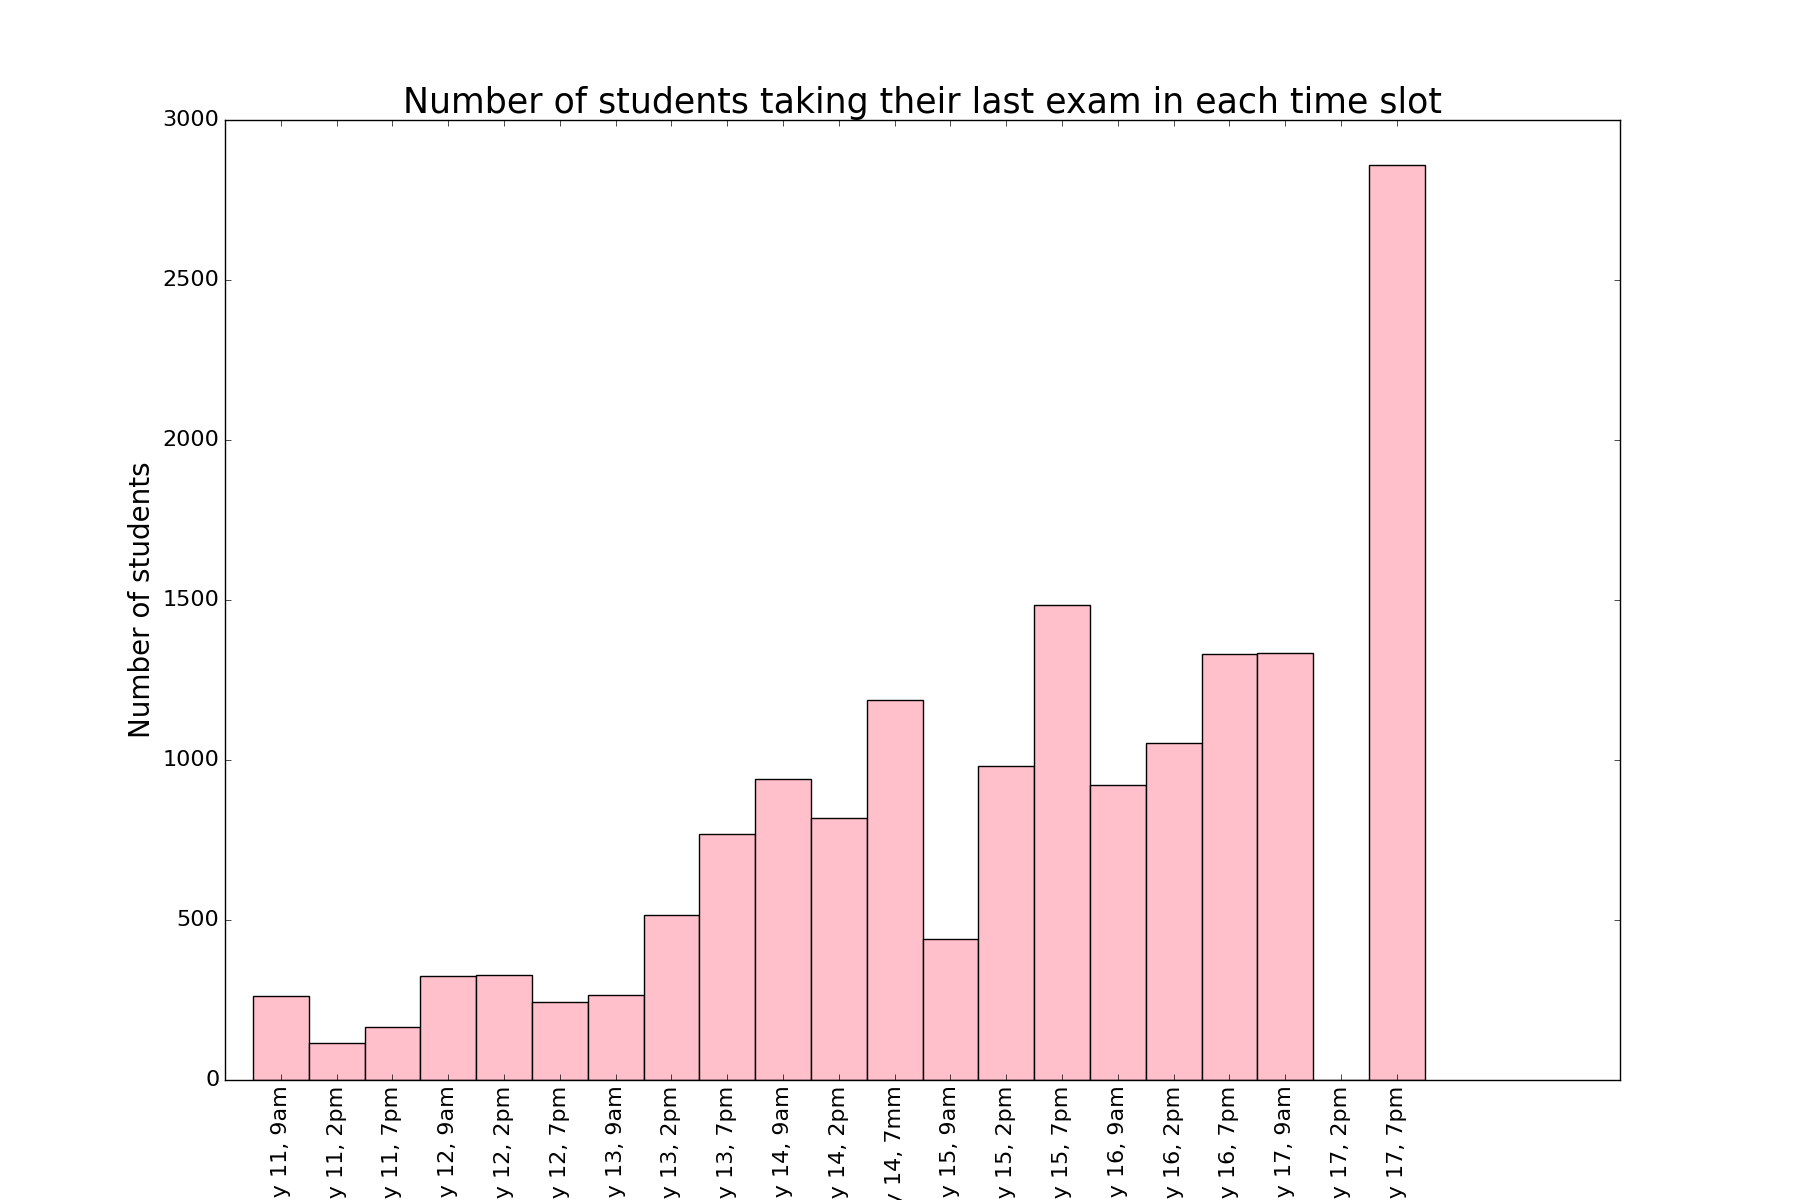 Number of students taking their last exam in each time slot
Number of students
3000
2500
2000
1500
1000
500
0
y 11, 9am
y 11, 2pm
y 11, 7pm
y 12, 9am
y 12, 2pm
y 12, 7pm
y 13, 9am
y 13, 2pm
y 13, 7pm
y 14, 9am
y 14, 2pm
y 14, 7mm
y 15, 9am
y 15, 2pm
y 15, 7pm
y 16, 9am
y 16, 2pm
y 16, 7pm
y 17, 9am
y 17, 2pm
y 17, 7pm